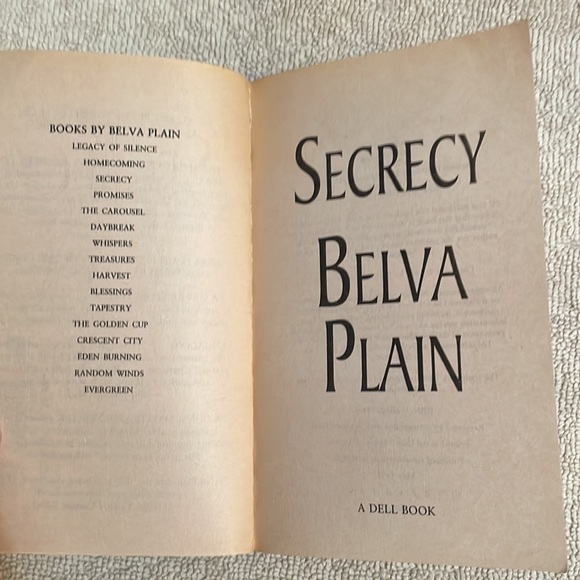 BOOKS BY BELVA PLAIN
LEGACY OF SILENCE
HOMECOMING
SECRECY
PROMISES
THE CAROUSEL
DAYBREAK
WHISPERS
TREASURES
HARVEST
BLESSINGS
TAPESTRY
THE GOLDEN CUP
CRESCENT CITY
EDEN BURNING
RANDOM WINDS
EVERGREEN
SECRECY
BELVA
PLAIN
A DELL BOOK